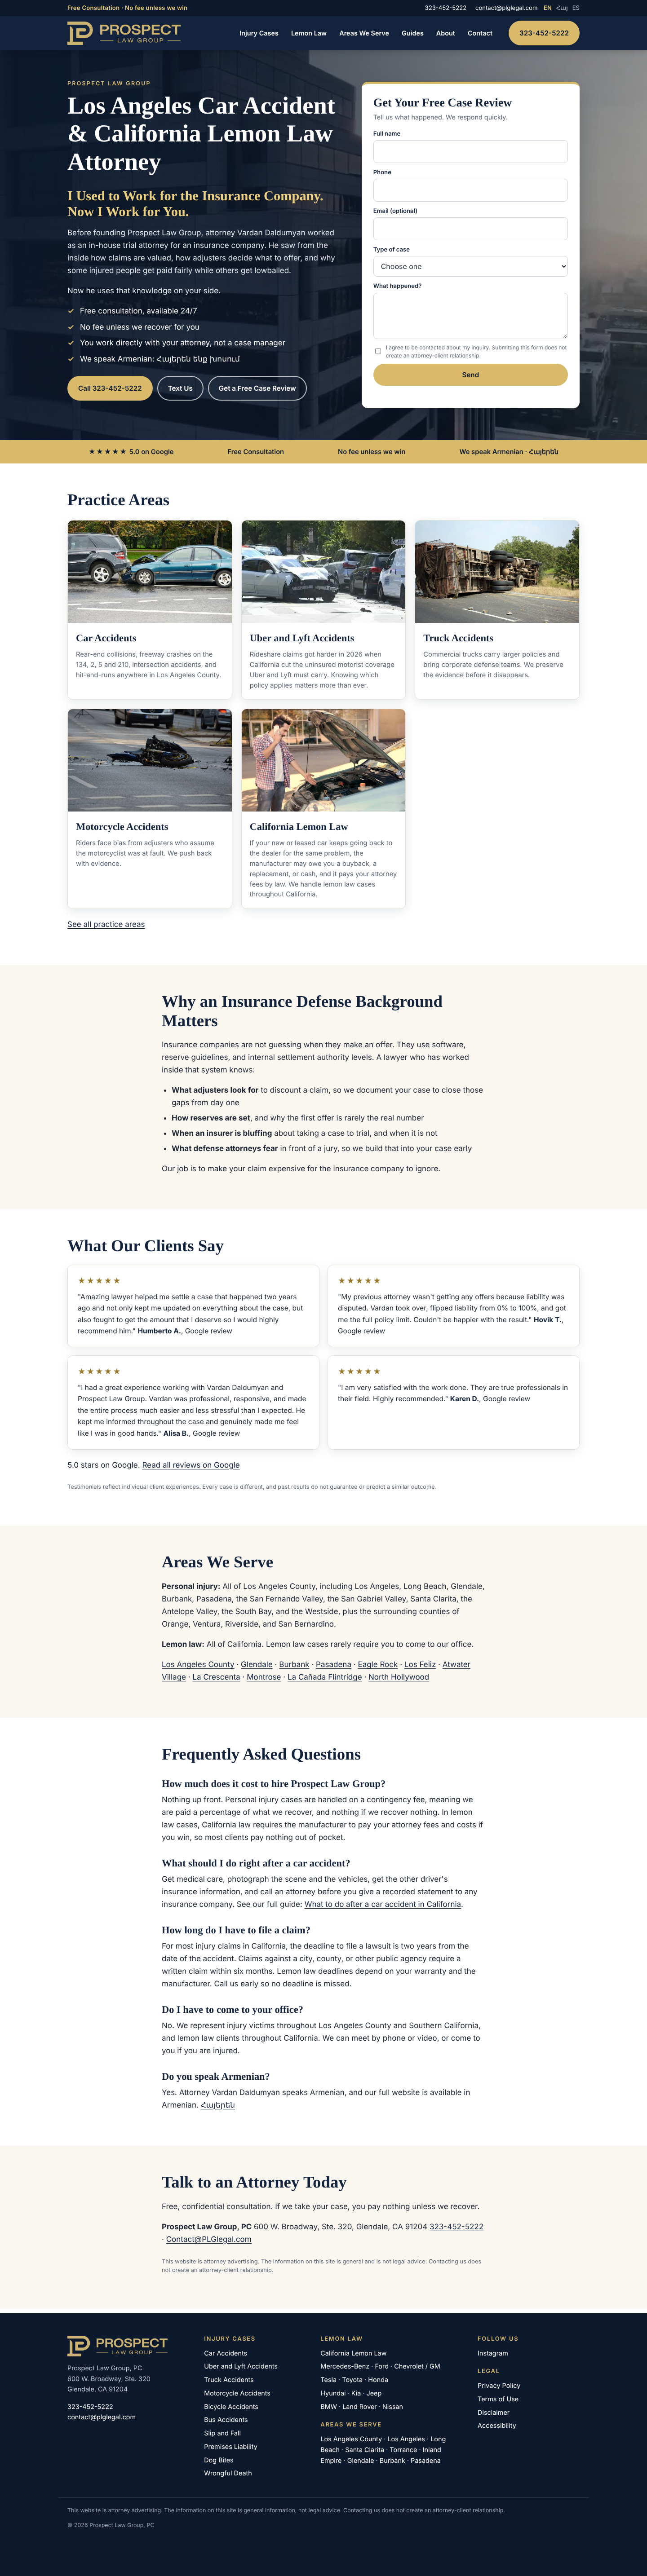 Free Consultation · No fee unless we win
323-452-5222 contact@plglegal.com EN Հայ ES
PROSPECT
LAW GROUP
Injury Cases Lemon Law Areas We Serve Guides About Contact 323-452-5222
PROSPECT LAW GROUP
Los Angeles Car Accident
& California Lemon Law
Attorney
I Used to Work for the Insurance Company.
Now I Work for You.
Before founding Prospect Law Group, attorney Vardan Daldumyan worked
as an in-house trial attorney for an insurance company. He saw from the
inside how claims are valued, how adjusters decide what to offer, and why
some injured people get paid fairly while others get lowballed.
Now he uses that knowledge on your side.
✓ Free consultation, available 24/7
✓ No fee unless we recover for you
✓ You work directly with your attorney, not a case manager
✓ We speak Armenian: Հայերեն ենք խոսում
Call 323-452-5222 Text Us Get a Free Case Review
Get Your Free Case Review
Tell us what happened. We respond quickly.
Full name
Phone
Email (optional)
Type of case
Choose one
What happened?
I agree to be contacted about my inquiry. Submitting this form does not
create an attorney-client relationship.
Send
★★★★★ 5.0 on Google Free Consultation No fee unless we win We speak Armenian · Հայերեն
Practice Areas
Car Accidents
Rear-end collisions, freeway crashes on the
134, 2, 5 and 210, intersection accidents, and
hit-and-runs anywhere in Los Angeles County.
Uber and Lyft Accidents
Rideshare claims got harder in 2026 when
California cut the uninsured motorist coverage
Uber and Lyft must carry. Knowing which
policy applies matters more than ever.
Truck Accidents
Commercial trucks carry larger policies and
bring corporate defense teams. We preserve
the evidence before it disappears.
Motorcycle Accidents
Riders face bias from adjusters who assume
the motorcyclist was at fault. We push back
with evidence.
California Lemon Law
If your new or leased car keeps going back to
the dealer for the same problem, the
manufacturer may owe you a buyback, a
replacement, or cash, and it pays your attorney
fees by law. We handle lemon law cases
throughout California.
See all practice areas
Why an Insurance Defense Background
Matters
Insurance companies are not guessing when they make an offer. They use software,
reserve guidelines, and internal settlement authority levels. A lawyer who has worked
inside that system knows:
• What adjusters look for to discount a claim, so we document your case to close those
gaps from day one
• How reserves are set, and why the first offer is rarely the real number
• When an insurer is bluffing about taking a case to trial, and when it is not
• What defense attorneys fear in front of a jury, so we build that into your case early
Our job is to make your claim expensive for the insurance company to ignore.
What Our Clients Say
★★★★★
"Amazing lawyer helped me settle a case that happened two years
ago and not only kept me updated on everything about the case, but
also fought to get the amount that I deserve so I would highly
recommend him." Humberto A., Google review
★★★★★
"My previous attorney wasn't getting any offers because liability was
disputed. Vardan took over, flipped liability from 0% to 100%, and got
me the full policy limit. Couldn't be happier with the result." Hovik T.,
Google review
★★★★★
"I had a great experience working with Vardan Daldumyan and
Prospect Law Group. Vardan was professional, responsive, and made
the entire process much easier and less stressful than I expected. He
kept me informed throughout the case and genuinely made me feel
like I was in good hands." Alisa B., Google review
★★★★★
"I am very satisfied with the work done. They are true professionals in
their field. Highly recommended." Karen D., Google review
5.0 stars on Google. Read all reviews on Google
Testimonials reflect individual client experiences. Every case is different, and past results do not guarantee or predict a similar outcome.
Areas We Serve
Personal injury: All of Los Angeles County, including Los Angeles, Long Beach, Glendale,
Burbank, Pasadena, the San Fernando Valley, the San Gabriel Valley, Santa Clarita, the
Antelope Valley, the South Bay, and the Westside, plus the surrounding counties of
Orange, Ventura, Riverside, and San Bernardino.
Lemon law: All of California. Lemon law cases rarely require you to come to our office.
Los Angeles County · Glendale · Burbank · Pasadena · Eagle Rock · Los Feliz · Atwater
Village · La Crescenta · Montrose · La Cañada Flintridge · North Hollywood
Frequently Asked Questions
How much does it cost to hire Prospect Law Group?
Nothing up front. Personal injury cases are handled on a contingency fee, meaning we
are paid a percentage of what we recover, and nothing if we recover nothing. In lemon
law cases, California law requires the manufacturer to pay your attorney fees and costs if
you win, so most clients pay nothing out of pocket.
What should I do right after a car accident?
Get medical care, photograph the scene and the vehicles, get the other driver's
insurance information, and call an attorney before you give a recorded statement to any
insurance company. See our full guide: What to do after a car accident in California.
How long do I have to file a claim?
For most injury claims in California, the deadline to file a lawsuit is two years from the
date of the accident. Claims against a city, county, or other public agency require a
written claim within six months. Lemon law deadlines depend on your warranty and the
manufacturer. Call us early so no deadline is missed.
Do I have to come to your office?
No. We represent injury victims throughout Los Angeles County and Southern California,
and lemon law clients throughout California. We can meet by phone or video, or come to
you if you are injured.
Do you speak Armenian?
Yes. Attorney Vardan Daldumyan speaks Armenian, and our full website is available in
Armenian. Հայերեն
Talk to an Attorney Today
Free, confidential consultation. If we take your case, you pay nothing unless we recover.
Prospect Law Group, PC 600 W. Broadway, Ste. 320, Glendale, CA 91204 323-452-5222
· Contact@PLGlegal.com
This website is attorney advertising. The information on this site is general and is not legal advice. Contacting us does
not create an attorney-client relationship.
PROSPECT
LAW GROUP
Prospect Law Group, PC
600 W. Broadway, Ste. 320
Glendale, CA 91204
323-452-5222
contact@plglegal.com
INJURY CASES
Car Accidents
Uber and Lyft Accidents
Truck Accidents
Motorcycle Accidents
Bicycle Accidents
Bus Accidents
Slip and Fall
Premises Liability
Dog Bites
Wrongful Death
LEMON LAW
California Lemon Law
Mercedes-Benz · Ford · Chevrolet / GM
Tesla · Toyota · Honda
Hyundai · Kia · Jeep
BMW · Land Rover · Nissan
AREAS WE SERVE
Los Angeles County · Los Angeles · Long
Beach · Santa Clarita · Torrance · Inland
Empire · Glendale · Burbank · Pasadena
FOLLOW US
Instagram
LEGAL
Privacy Policy
Terms of Use
Disclaimer
Accessibility
This website is attorney advertising. The information on this site is general information, not legal advice. Contacting us does not create an attorney-client relationship.
© 2026 Prospect Law Group, PC